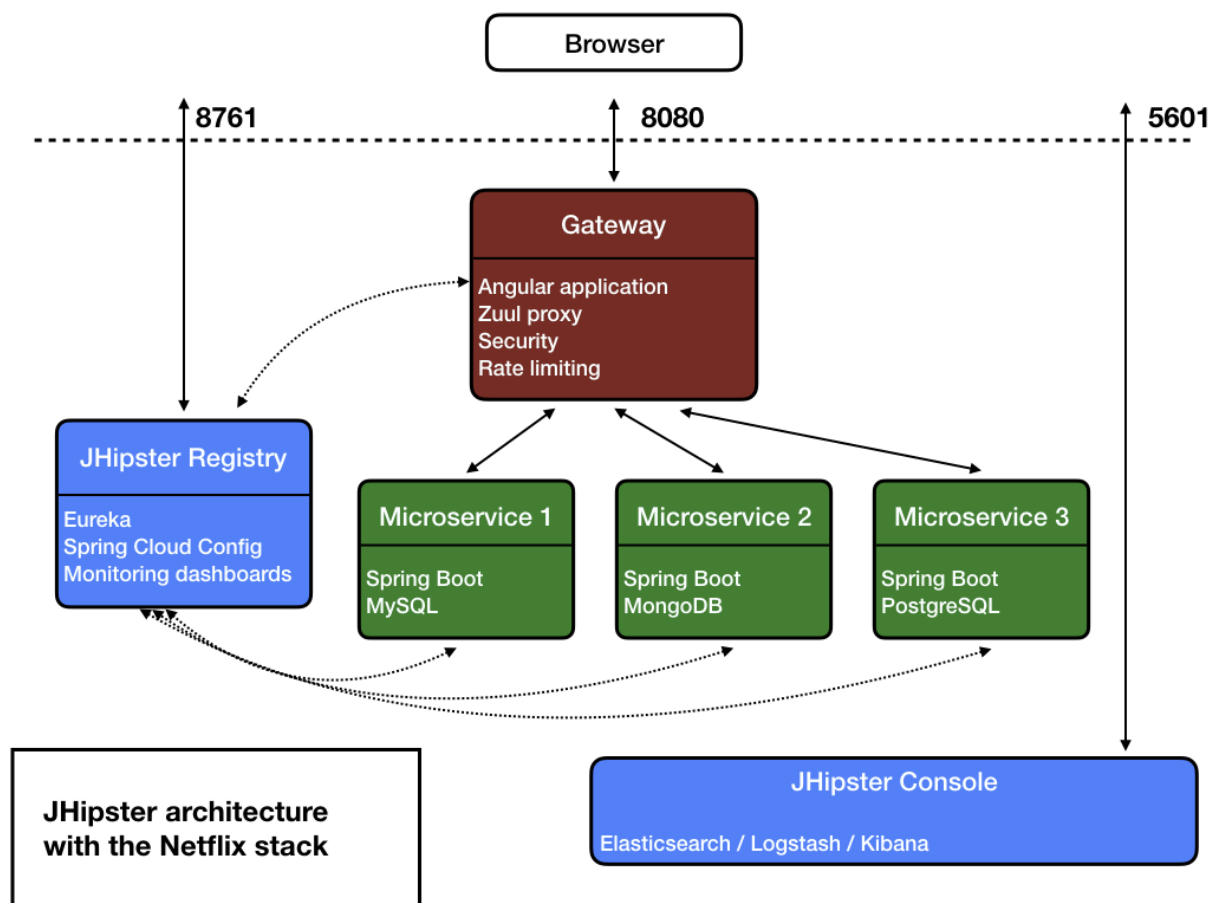 Browser
8761
8080
5601
Gateway
Angular application
Zuul proxy
Security
Rate limiting
JHipster Registry
Eureka
Spring Cloud Config
Monitoring dashboards
Microservice 1
Spring Boot
MySQL
Microservice 2
Spring Boot
MongoDB
Microservice 3
Spring Boot
PostgreSQL
JHipster architecture
with the Netflix stack
JHipster Console
Elasticsearch / Logstash / Kibana